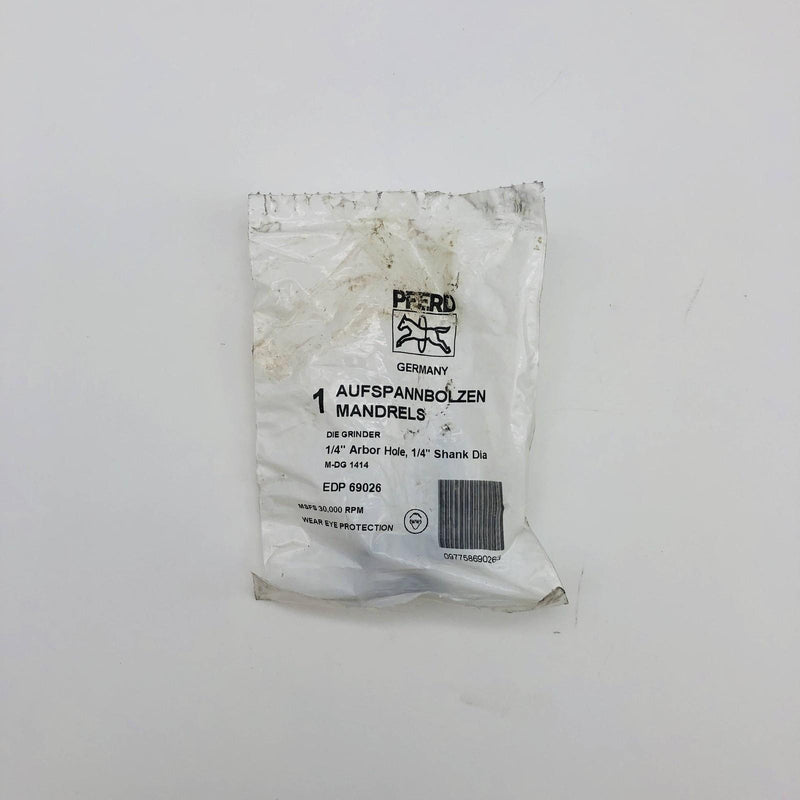 PFERD
GERMANY
1 AUFSPANNBOLZEN
MANDRELS
DIE GRINDER
1/4" Arbor Hole, 1/4" Shank Dia
M-DG 1414
EDP 69026
MSFS 30,000 RPM
WEAR EYE PROTECTION
09775869026